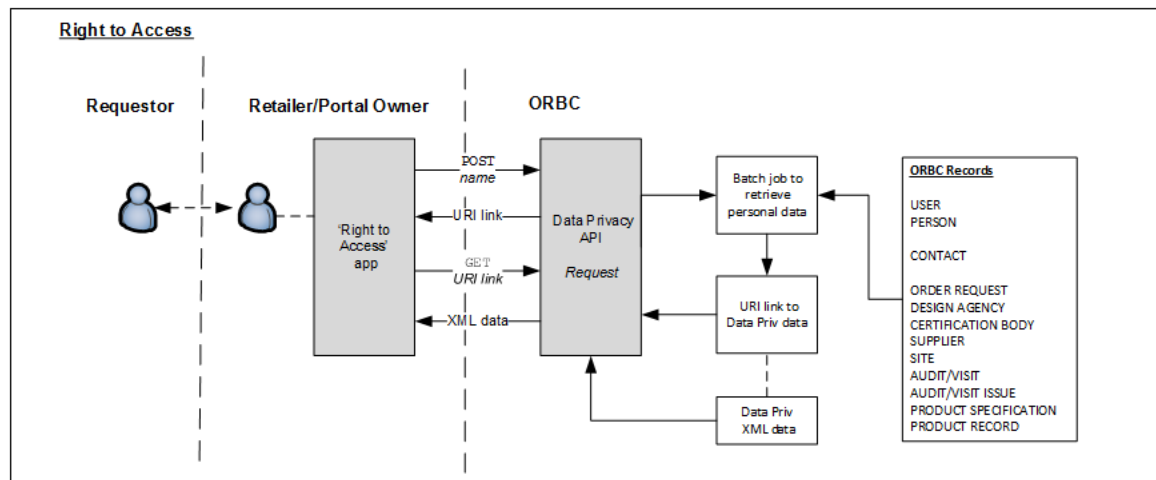 Right to Access
Requestor
Retailer/Portal Owner
ORBC
'Right to
Access'
app
POST
name
URI link
GET
URI link
XML data
Data Privacy
API
Request
Batch job to
retrieve
personal data
URI link to
Data Priv data
Data Priv
XML data
ORBC Records
USER
PERSON
CONTACT
ORDER REQUEST
DESIGN AGENCY
CERTIFICATION BODY
SUPPLIER
SITE
AUDIT/VISIT
AUDIT/VISIT ISSUE
PRODUCT SPECIFICATION
PRODUCT RECORD